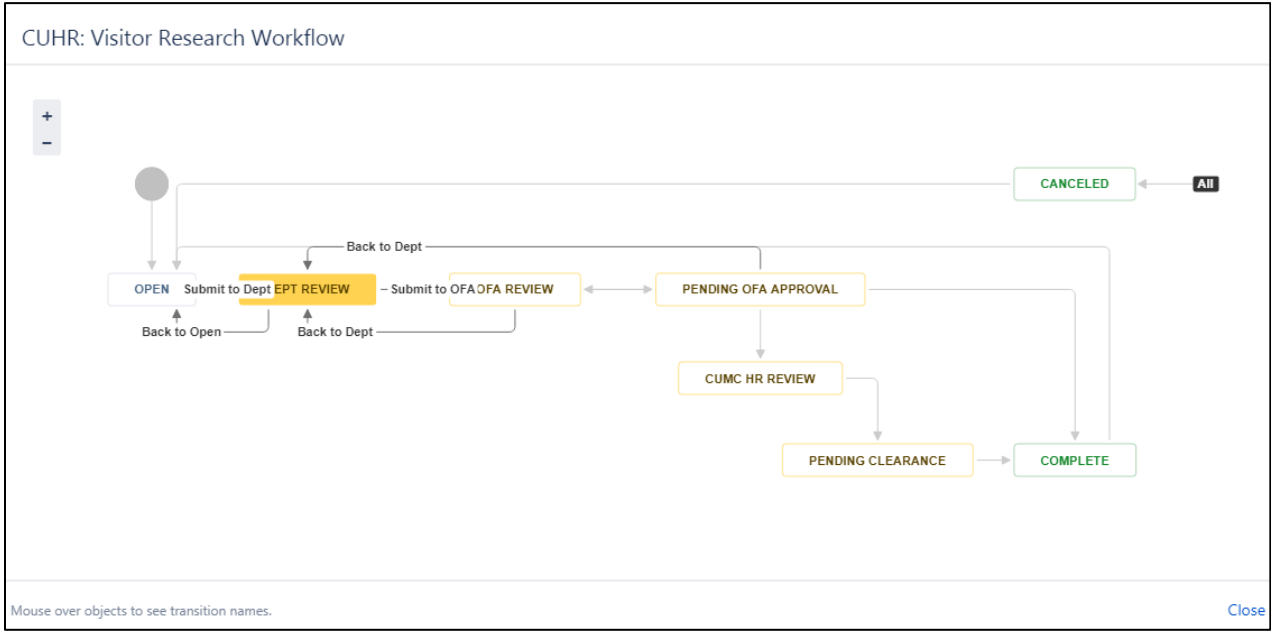 CUHR: Visitor Research Workflow
+
−
CANCELED
All
Back to Dept
OPEN
Submit to Dept
EPT REVIEW
Submit to OFA
OFA REVIEW
PENDING OFA APPROVAL
Back to Open
Back to Dept
CUMC HR REVIEW
PENDING CLEARANCE
COMPLETE
Mouse over objects to see transition names.
Close